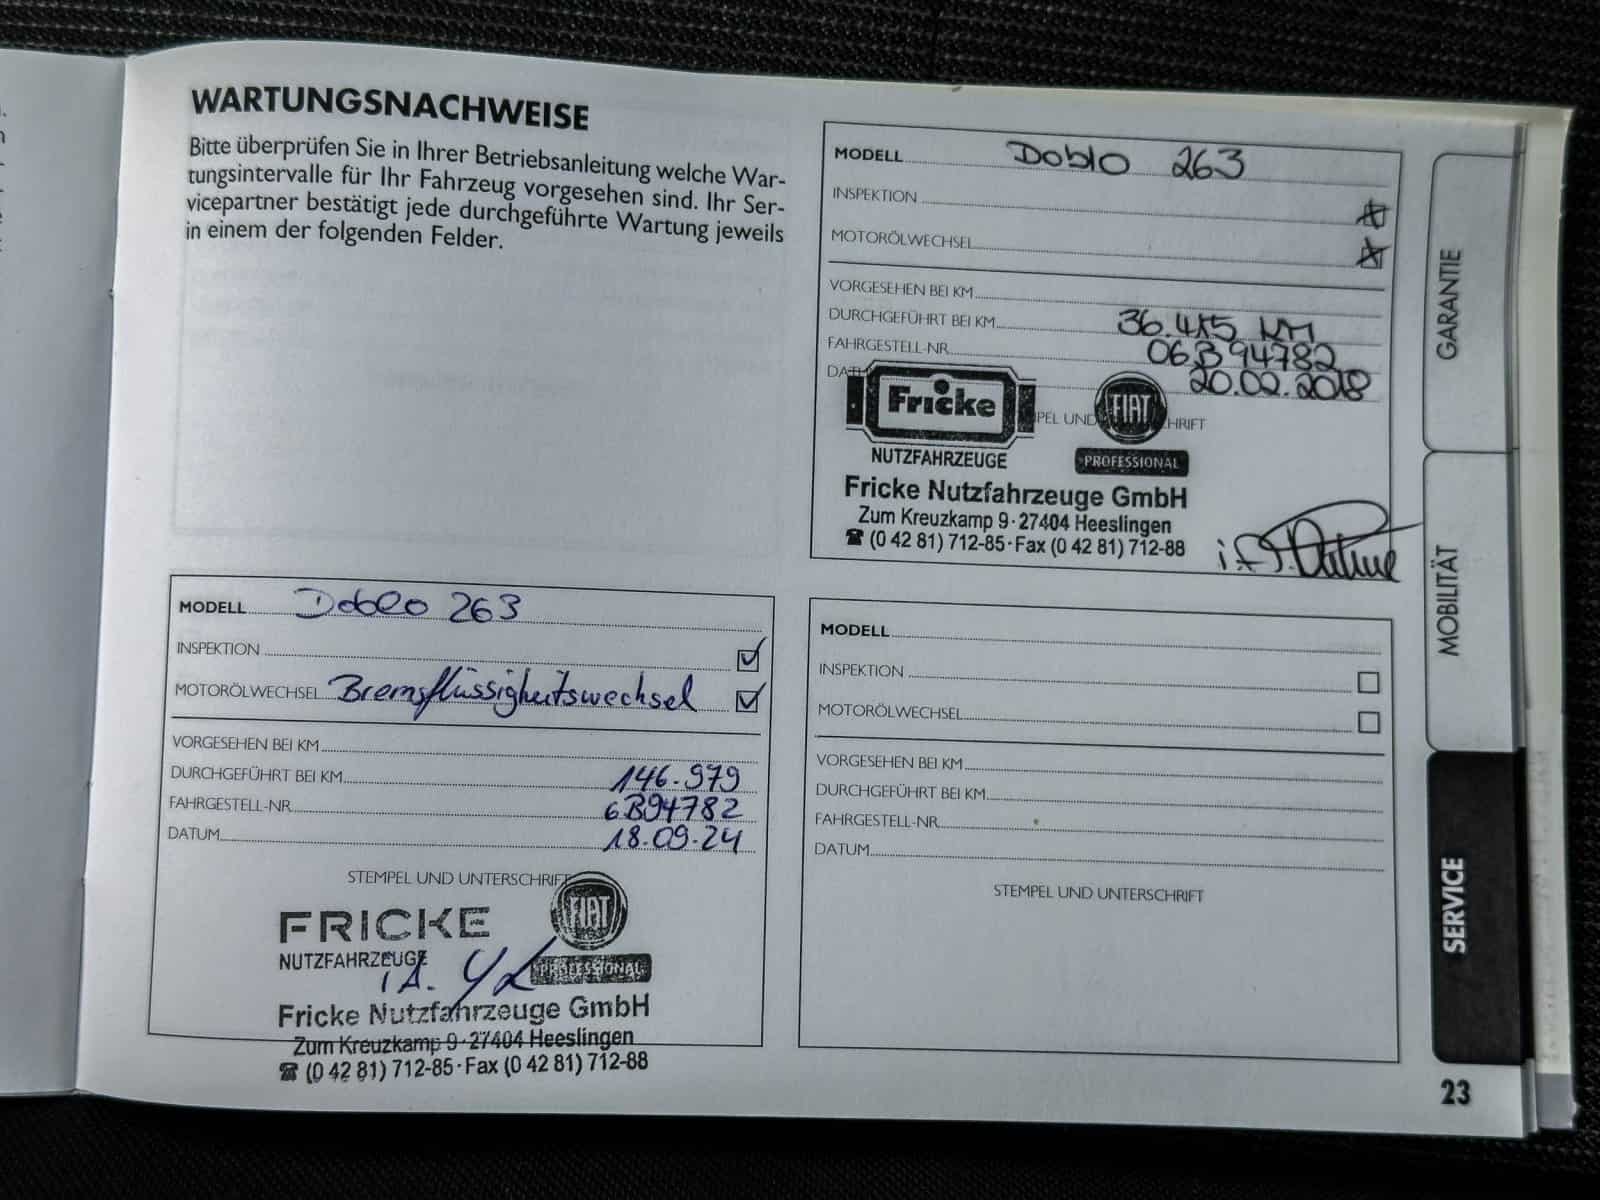 WARTUNGSNACHWEISE
Bitte überprüfen Sie in Ihrer Betriebsanleitung welche War-
tungsintervalle für Ihr Fahrzeug vorgesehen sind. Ihr Ser-
vicepartner bestätigt jede durchgeführte Wartung jeweils
in einem der folgenden Felder.
MODELL Doblo 263
INSPEKTION
MOTORÖLWECHSEL
VORGESEHEN BEI KM
DURCHGEFÜHRT BEI KM 36.415 KM
FAHRGESTELL-NR. 06B94782
20.02.2018
Fricke
FIAT
NUTZFAHRZEUGE
PROFESSIONAL
Fricke Nutzfahrzeuge GmbH
Zum Kreuzkamp 9 · 27404 Heeslingen
☎ (0 42 81) 712-85 · Fax (0 42 81) 712-88
MODELL Doblo 263
INSPEKTION
MOTORÖLWECHSEL Bremsflüssigkeitswechsel
VORGESEHEN BEI KM
DURCHGEFÜHRT BEI KM 146.979
FAHRGESTELL-NR. 6B94782
DATUM 18.09.24
STEMPEL UND UNTERSCHRIFT
FRICKE
FIAT
NUTZFAHRZEUGE
i.A.
PROFESSIONAL
Fricke Nutzfahrzeuge GmbH
Zum Kreuzkamp 9 · 27404 Heeslingen
☎ (0 42 81) 712-85 · Fax (0 42 81) 712-88
MODELL
INSPEKTION
MOTORÖLWECHSEL
VORGESEHEN BEI KM
DURCHGEFÜHRT BEI KM
FAHRGESTELL-NR.
DATUM
STEMPEL UND UNTERSCHRIFT
GARANTIE
MOBILITÄT
SERVICE
23